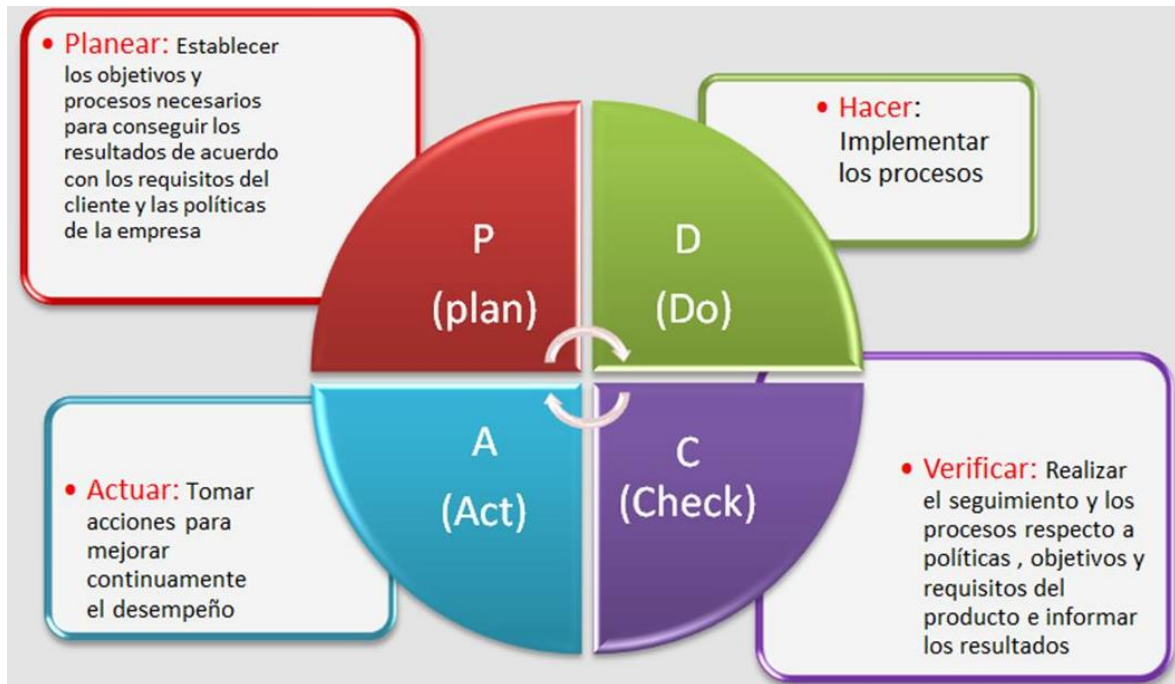 • Planear: Establecer
los objetivos y
procesos necesarios
para conseguir los
resultados de acuerdo
con los requisitos del
cliente y las políticas
de la empresa
• Hacer:
Implementar
los procesos
P
(plan)
D
(Do)
A
(Act)
C
(Check)
• Actuar: Tomar
acciones para
mejorar
continuamente
el desempeño
• Verificar: Realizar
el seguimiento y los
procesos respecto a
políticas , objetivos y
requisitos del
producto e informar
los resultados